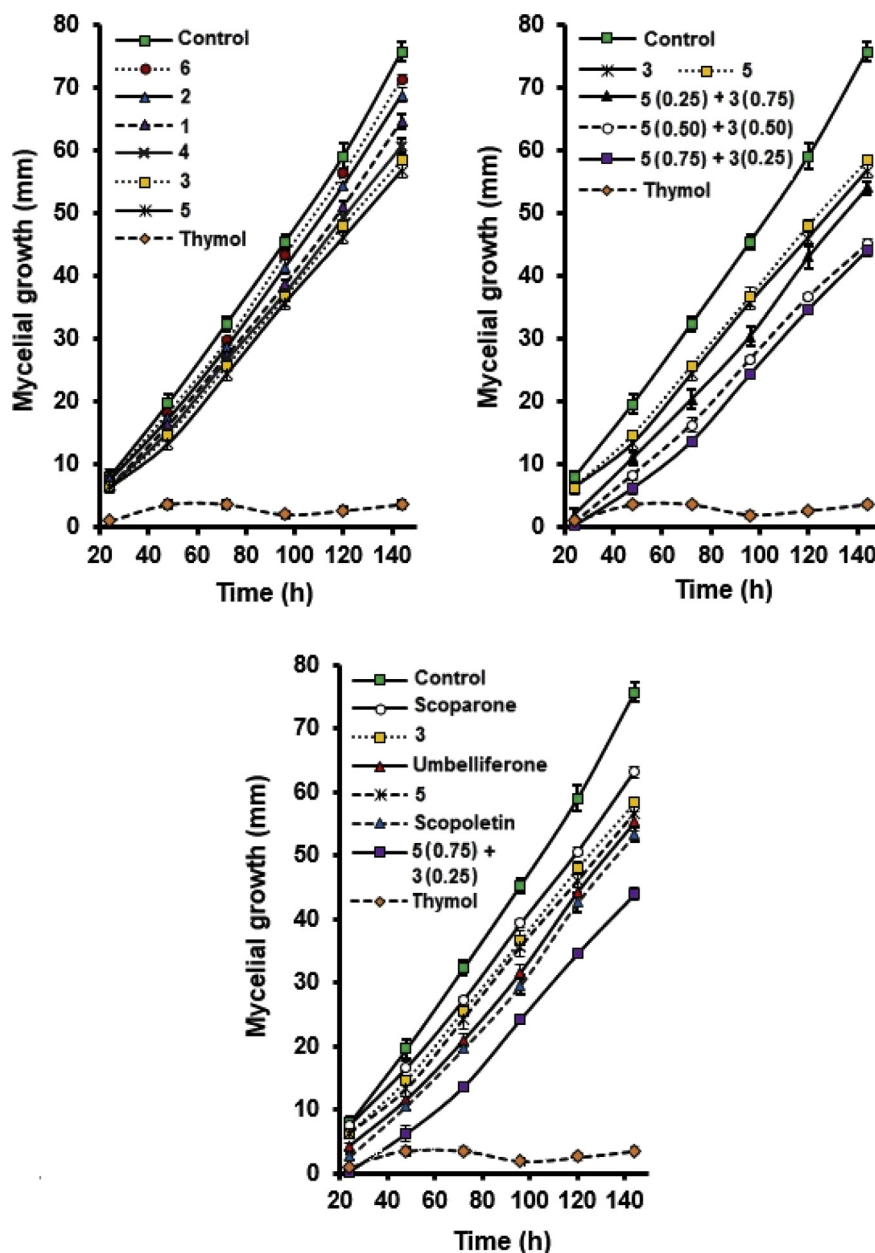 80
70
60
50
40
30
20
10
0
Mycelial growth (mm)
Control
6
2
1
4
3
5
Thymol
20 40 60 80 100 120 140
Time (h)
80
70
60
50
40
30
20
10
0
Mycelial growth (mm)
Control
3 5
5(0.25) + 3(0.75)
5(0.50) + 3(0.50)
5(0.75) + 3(0.25)
Thymol
20 40 60 80 100 120 140
Time (h)
80
70
60
50
40
30
20
10
0
Mycelial growth (mm)
Control
Scoparone
3
Umbelliferone
5
Scopoletin
5(0.75) +
3(0.25)
Thymol
20 40 60 80 100 120 140
Time (h)